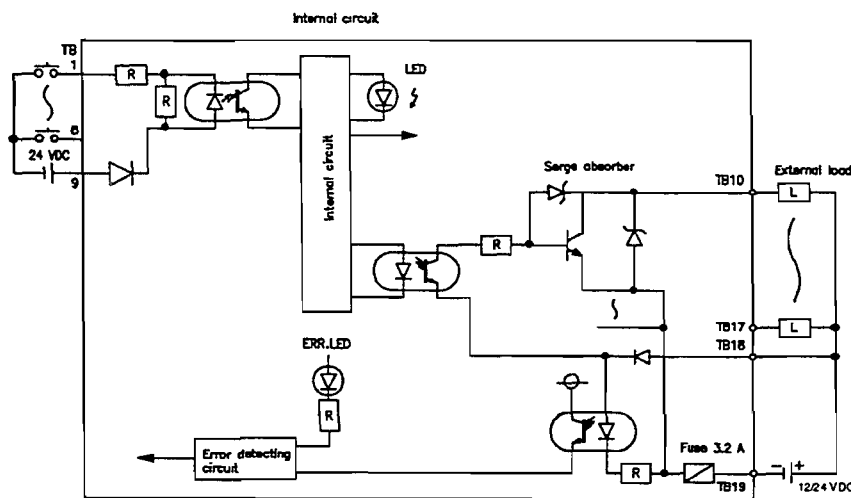 Internal circuit
TB
1
R
R
8
24 VDC
9
Internal circuit
LED
Serge absorber
R
TB10
External load
L
TB17
L
TB18
ERR.LED
R
Error detecting
circuit
R
Fuse 3.2 A
TB19
- +
12/24 VDC